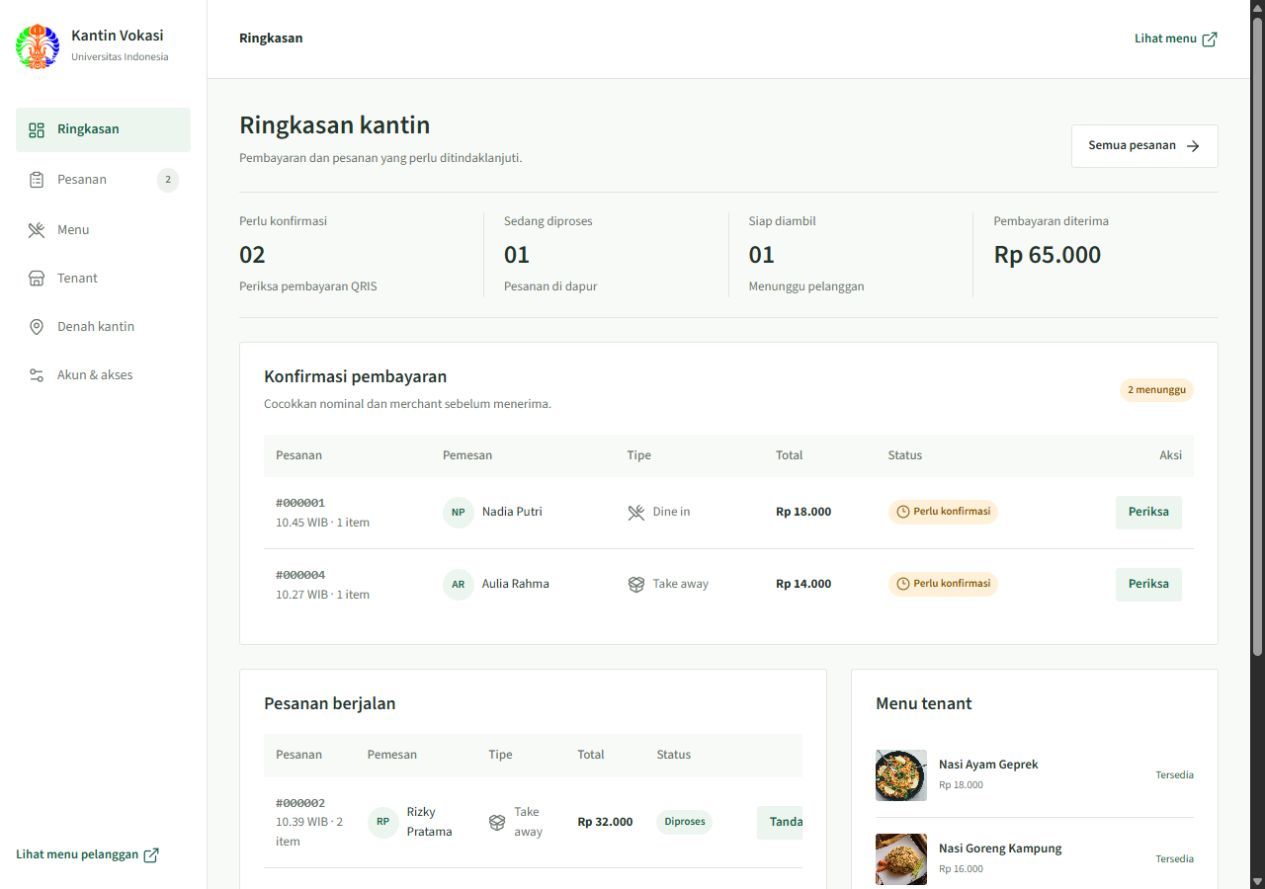 Kantin Vokasi
Universitas Indonesia
Ringkasan
Pesanan
2
Menu
Tenant
Denah kantin
Akun & akses
Lihat menu pelanggan
Ringkasan
Lihat menu
Ringkasan kantin
Pembayaran dan pesanan yang perlu ditindaklanjuti.
Semua pesanan
Perlu konfirmasi
02
Periksa pembayaran QRIS
Sedang diproses
01
Pesanan di dapur
Siap diambil
01
Menunggu pelanggan
Pembayaran diterima
Rp 65.000
Konfirmasi pembayaran
Cocokkan nominal dan merchant sebelum menerima.
2 menunggu
Pesanan Pemesan Tipe Total Status Aksi
#000001
10.45 WIB · 1 item
NP Nadia Putri Dine in Rp 18.000 Perlu konfirmasi Periksa
#000004
10.27 WIB · 1 item
AR Aulia Rahma Take away Rp 14.000 Perlu konfirmasi Periksa
Pesanan berjalan
Pesanan Pemesan Tipe Total Status
#000002
10.39 WIB · 2
item
RP
Rizky
Pratama
Take
away
Rp 32.000
Diproses
Tanda
Menu tenant
Nasi Ayam Geprek
Rp 18.000
Tersedia
Nasi Goreng Kampung
Rp 16.000
Tersedia